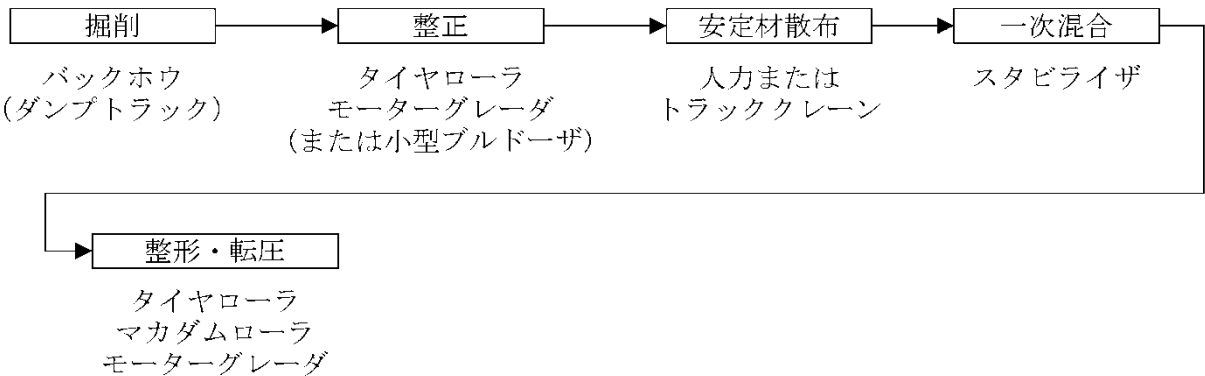 掘削
整正
安定材散布
一次混合
バックホウ
(ダンプトラック)
タイヤローラ
モーターグレーダ
(または小型ブルドーザ)
人力または
トラッククレーン
スタビライザ
整形・転圧
タイヤローラ
マカダムローラ
モーターグレーダ